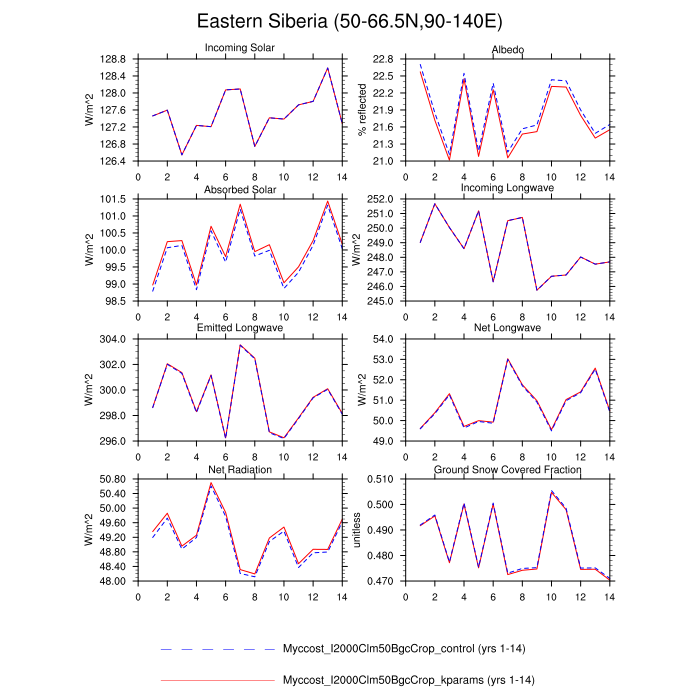 Eastern Siberia (50-66.5N,90-140E)
Incoming Solar
W/m^2
128.8
128.4
128.0
127.6
127.2
126.8
126.4
0 2 4 6 8 10 12 14
Albedo
% reflected
22.8
22.5
22.2
21.9
21.6
21.3
21.0
0 2 4 6 8 10 12 14
Absorbed Solar
W/m^2
101.5
101.0
100.5
100.0
99.5
99.0
98.5
0 2 4 6 8 10 12 14
Incoming Longwave
W/m^2
252.0
251.0
250.0
249.0
248.0
247.0
246.0
245.0
0 2 4 6 8 10 12 14
Emitted Longwave
W/m^2
304.0
302.0
300.0
298.0
296.0
0 2 4 6 8 10 12 14
Net Longwave
W/m^2
54.0
53.0
52.0
51.0
50.0
49.0
0 2 4 6 8 10 12 14
Net Radiation
W/m^2
50.80
50.40
50.00
49.60
49.20
48.80
48.40
48.00
0 2 4 6 8 10 12 14
Ground Snow Covered Fraction
unitless
0.510
0.500
0.490
0.480
0.470
0 2 4 6 8 10 12 14
Myccost_I2000Clm50BgcCrop_control (yrs 1-14)
Myccost_I2000Clm50BgcCrop_kparams (yrs 1-14)